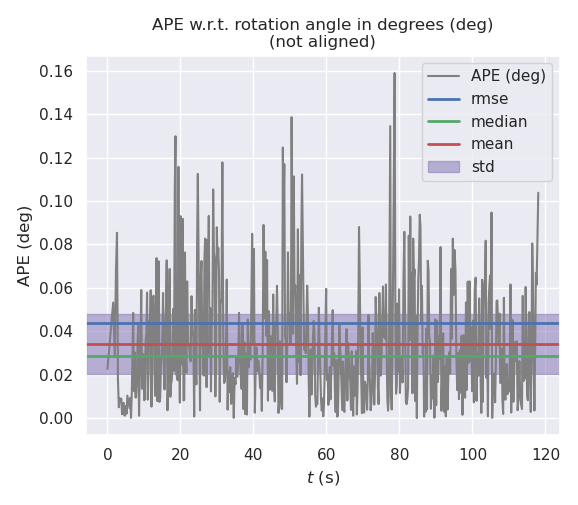 APE w.r.t. rotation angle in degrees (deg)
(not aligned)
APE (deg)
rmse
median
mean
std
APE (deg)
0.16
0.14
0.12
0.10
0.08
0.06
0.04
0.02
0.00
0 20 40 60 80 100 120
t (s)